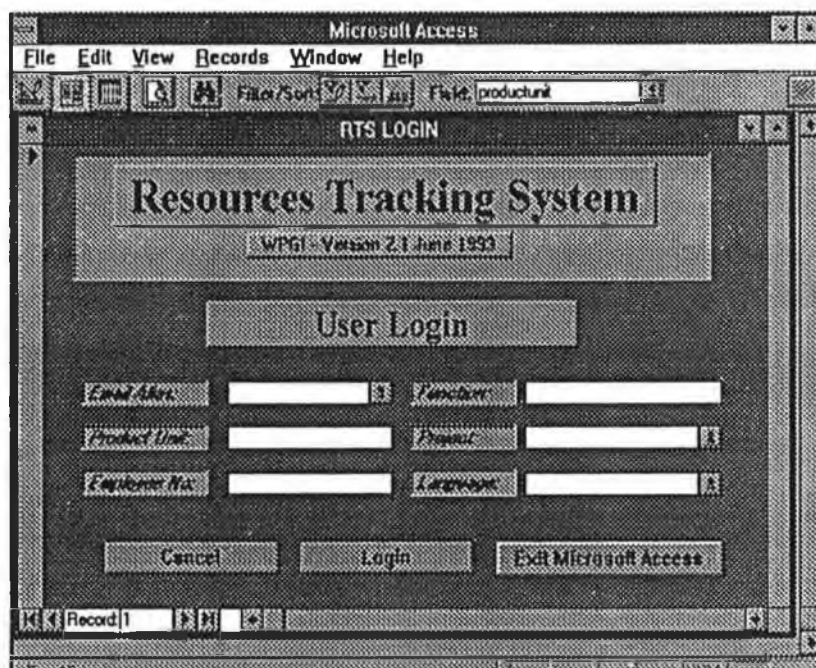 Microsoft Access
File Edit View Records Window Help
Filter/Sort: Field: productunit
RTS LOGIN
Resources Tracking System
WPGI - Version 2.1 June 1993
User Login
Email Alias: Function:
Product Unit: Project:
Employee No: Language:
Cancel Login Exit Microsoft Access
Record: 1